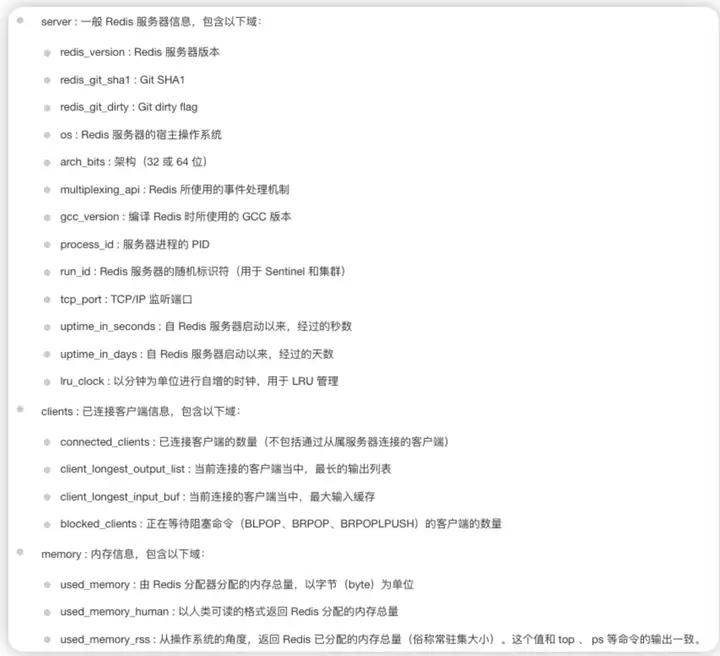 server : 一般 Redis 服务器信息，包含以下域：
redis_version : Redis 服务器版本
redis_git_sha1 : Git SHA1
redis_git_dirty : Git dirty flag
os : Redis 服务器的宿主操作系统
arch_bits : 架构（32 或 64 位）
multiplexing_api : Redis 所使用的事件处理机制
gcc_version : 编译 Redis 时所使用的 GCC 版本
process_id : 服务器进程的 PID
run_id : Redis 服务器的随机标识符（用于 Sentinel 和集群）
tcp_port : TCP/IP 监听端口
uptime_in_seconds : 自 Redis 服务器启动以来，经过的秒数
uptime_in_days : 自 Redis 服务器启动以来，经过的天数
lru_clock : 以分钟为单位进行自增的时钟，用于 LRU 管理
clients : 已连接客户端信息，包含以下域：
connected_clients : 已连接客户端的数量（不包括通过从属服务器连接的客户端）
client_longest_output_list : 当前连接的客户端当中，最长的输出列表
client_longest_input_buf : 当前连接的客户端当中，最大输入缓存
blocked_clients : 正在等待阻塞命令（BLPOP、BRPOP、BRPOPLPUSH）的客户端的数量
memory : 内存信息，包含以下域：
used_memory : 由 Redis 分配器分配的内存总量，以字节（byte）为单位
used_memory_human : 以人类可读的格式返回 Redis 分配的内存总量
used_memory_rss : 从操作系统的角度，返回 Redis 已分配的内存总量（俗称常驻集大小）。这个值和 top 、 ps 等命令的输出一致。